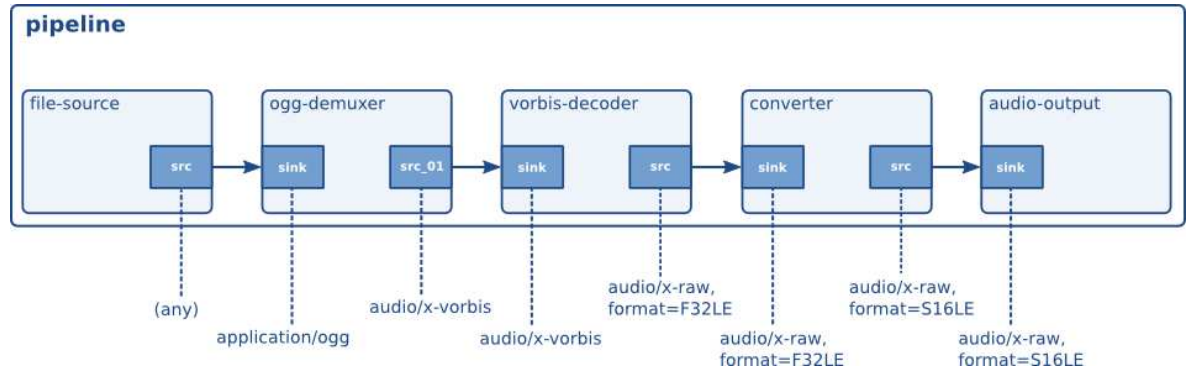 pipeline
file-source
ogg-demuxer
vorbis-decoder
converter
audio-output
src
sink
src_01
sink
src
sink
src
sink
(any)
application/ogg
audio/x-vorbis
audio/x-vorbis
audio/x-raw,
format=F32LE
audio/x-raw,
format=F32LE
audio/x-raw,
format=S16LE
audio/x-raw,
format=S16LE